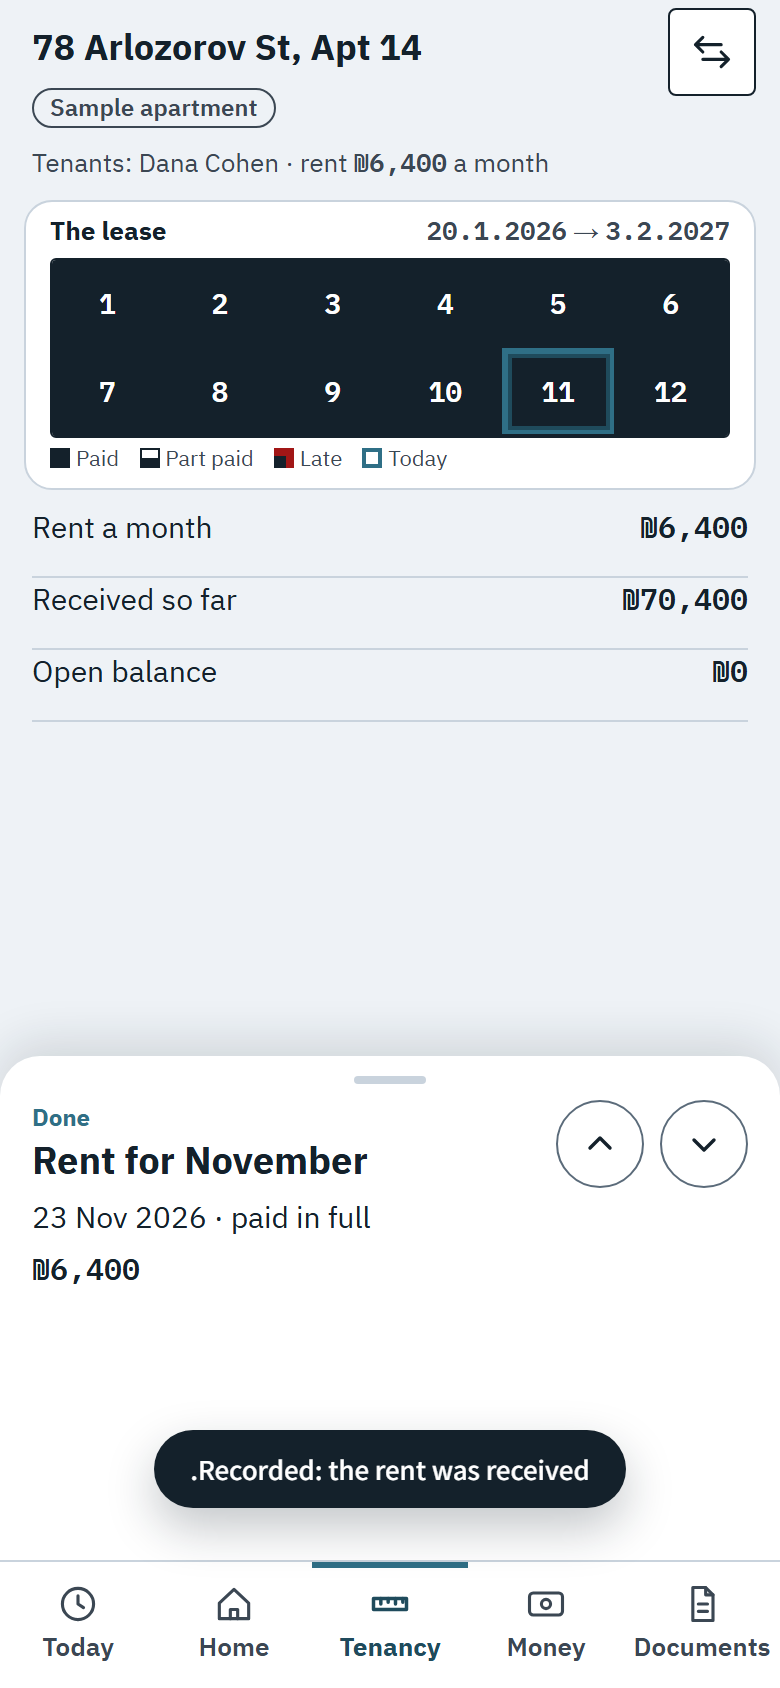 78 Arlozorov St, Apt 14
Sample apartment
Tenants: Dana Cohen · rent ₪6,400 a month
The lease 20.1.2026 → 3.2.2027
1 2 3 4 5 6
7 8 9 10 11 12
Paid Part paid Late Today
Rent a month ₪6,400
Received so far ₪70,400
Open balance ₪0
Done
Rent for November
23 Nov 2026 · paid in full
₪6,400
.Recorded: the rent was received
Today Home Tenancy Money Documents